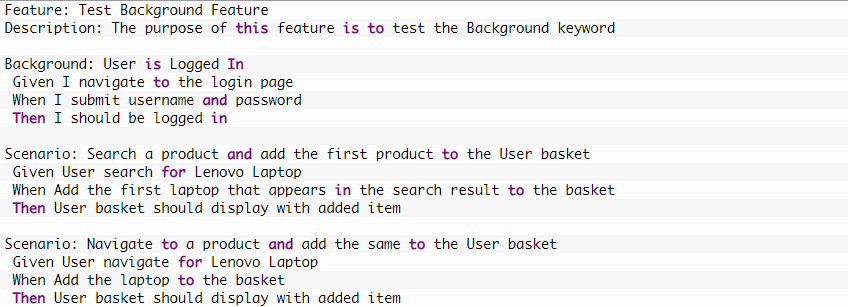 Feature: Test Background Feature
Description: The purpose of this feature is to test the Background keyword
Background: User is Logged In
Given I navigate to the login page
When I submit username and password
Then I should be logged in
Scenario: Search a product and add the first product to the User basket
Given User search for Lenovo Laptop
When Add the first laptop that appears in the search result to the basket
Then User basket should display with added item
Scenario: Navigate to a product and add the same to the User basket
Given User navigate for Lenovo Laptop
When Add the laptop to the basket
Then User basket should display with added item